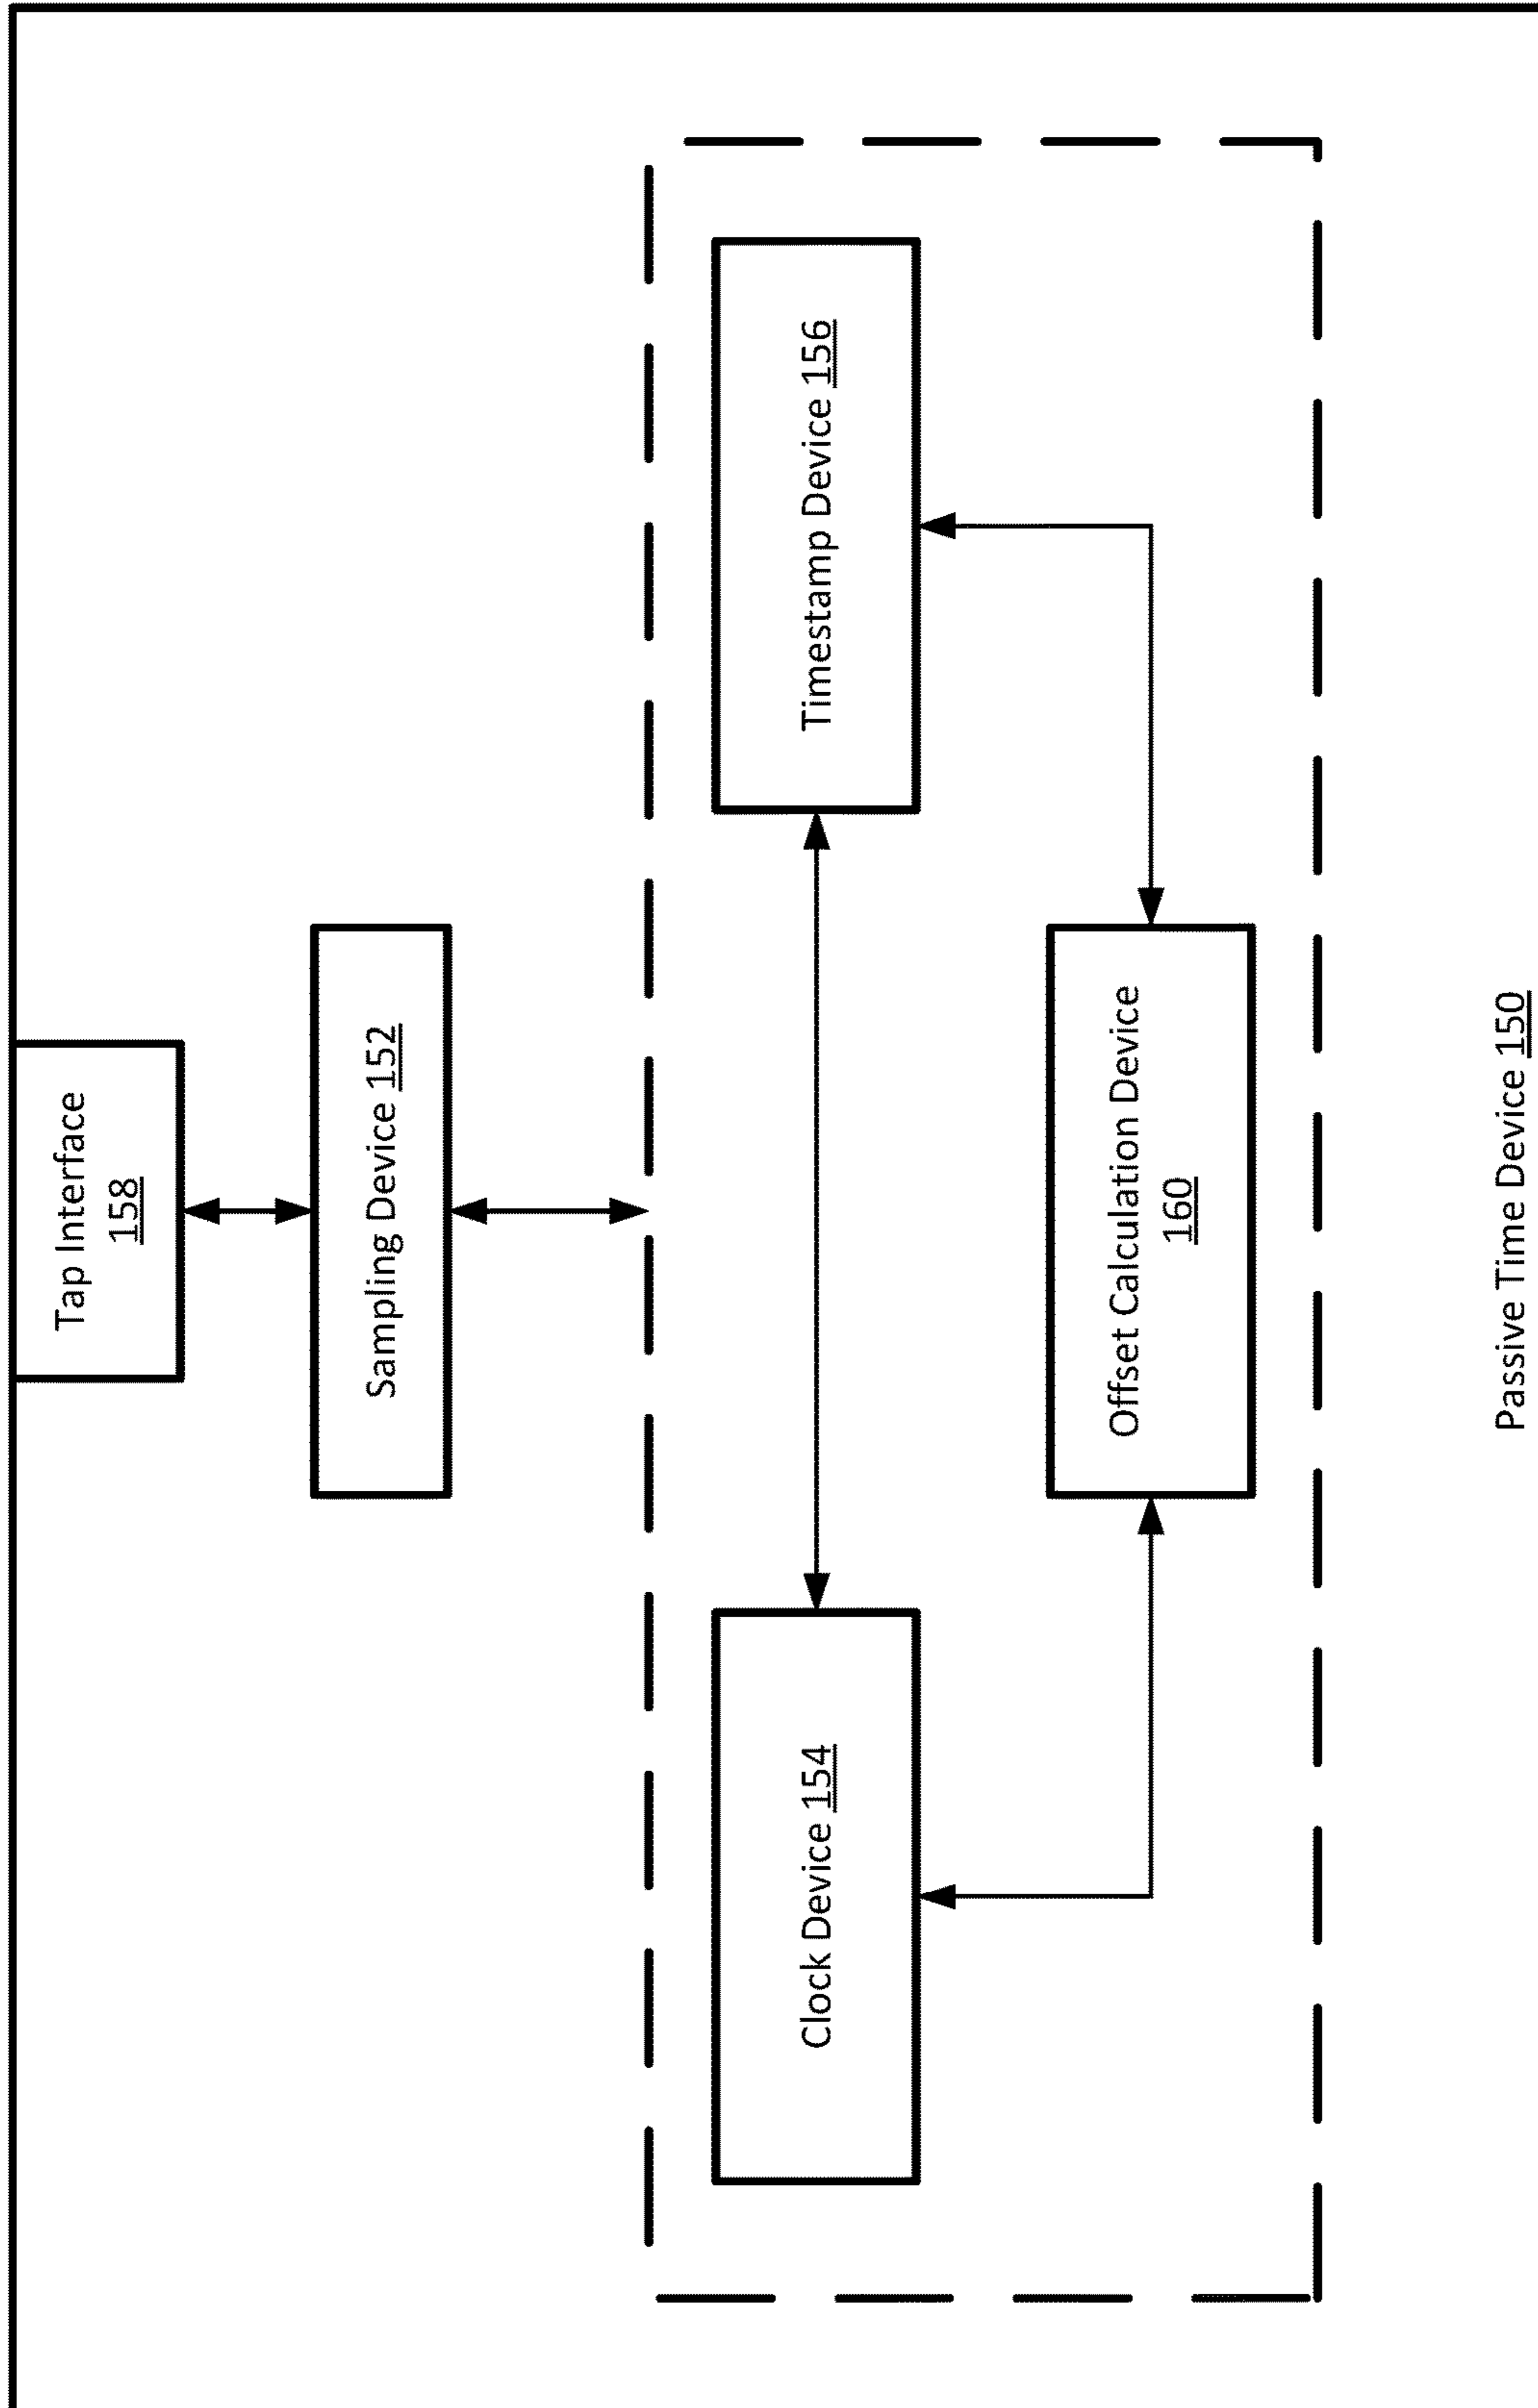 Tap Interface
158
Sampling Device 152
Clock Device 154
Timestamp Device 156
Offset Calculation Device
160
Passive Time Device 150